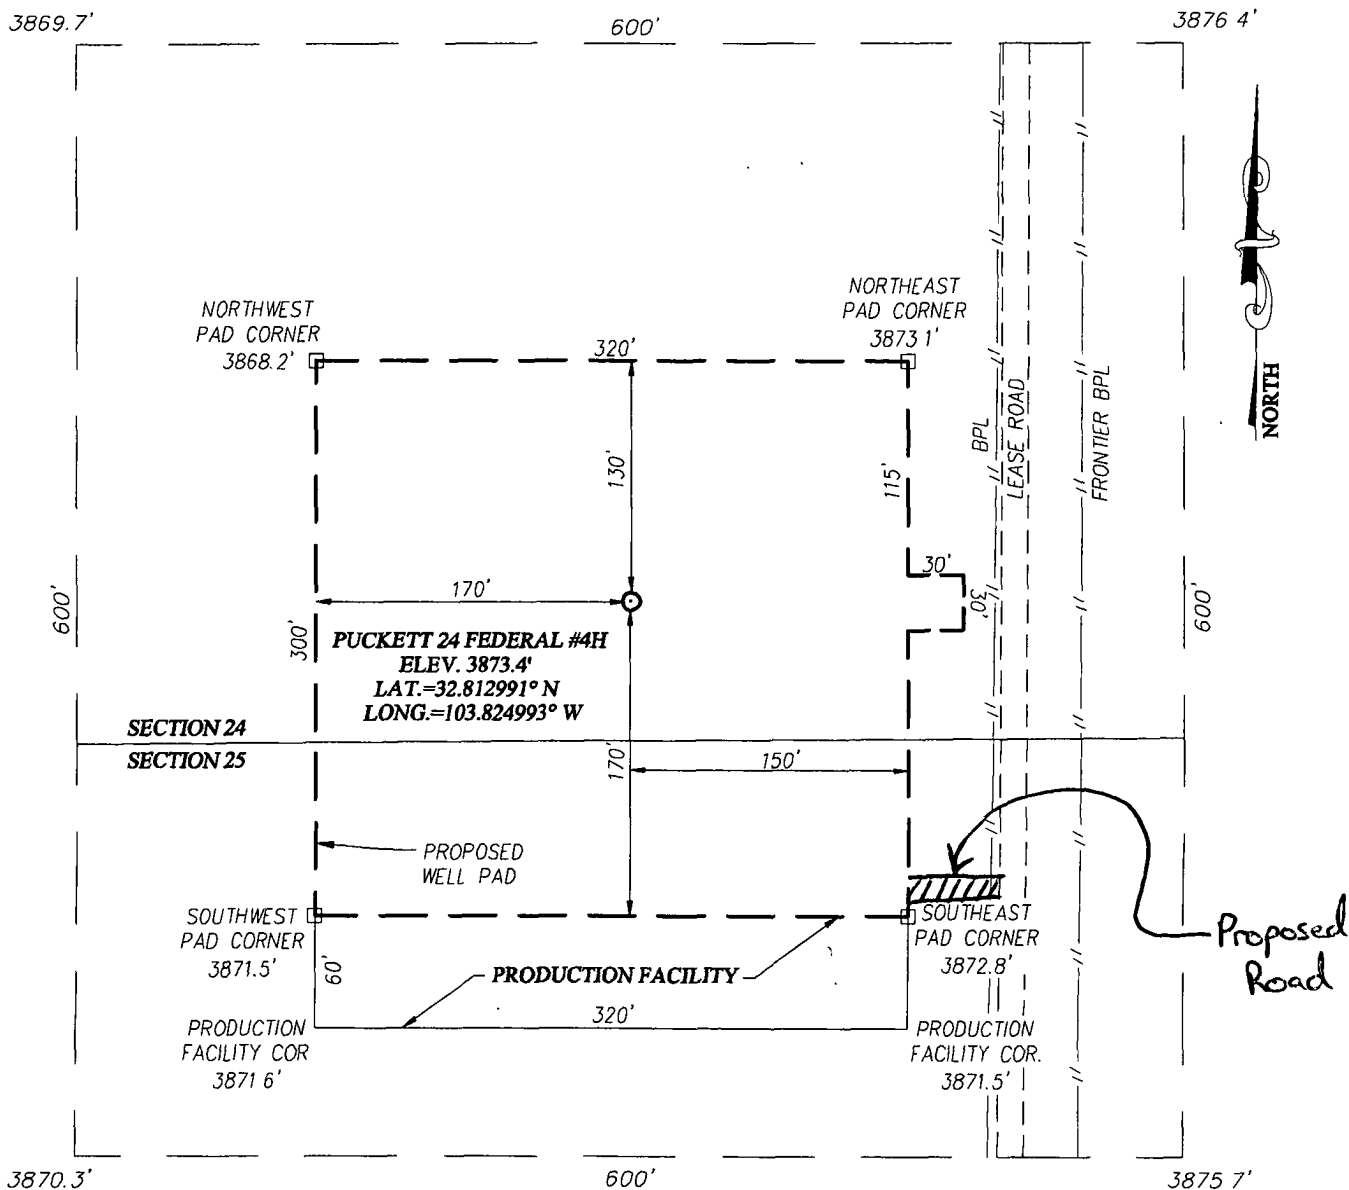 3869.7'
600'
3876 4'
NORTHWEST
PAD CORNER
3868.2'
NORTHEAST
PAD CORNER
3873 1'
320'
NORTH
130'
115'
BPL
LEASE ROAD
FRONTIER BPL
30'
30'
170'
600'
300'
600'
PUCKETT 24 FEDERAL #4H
ELEV. 3873.4'
LAT.=32.812991° N
LONG.=103.824993° W
SECTION 24
SECTION 25
170'
150'
PROPOSED
WELL PAD
SOUTHWEST
PAD CORNER
3871.5'
SOUTHEAST
PAD CORNER
3872.8'
Proposed
Road
60'
PRODUCTION FACILITY
320'
PRODUCTION
FACILITY COR
3871 6'
PRODUCTION
FACILITY COR.
3871.5'
3870.3'
600'
3875 7'